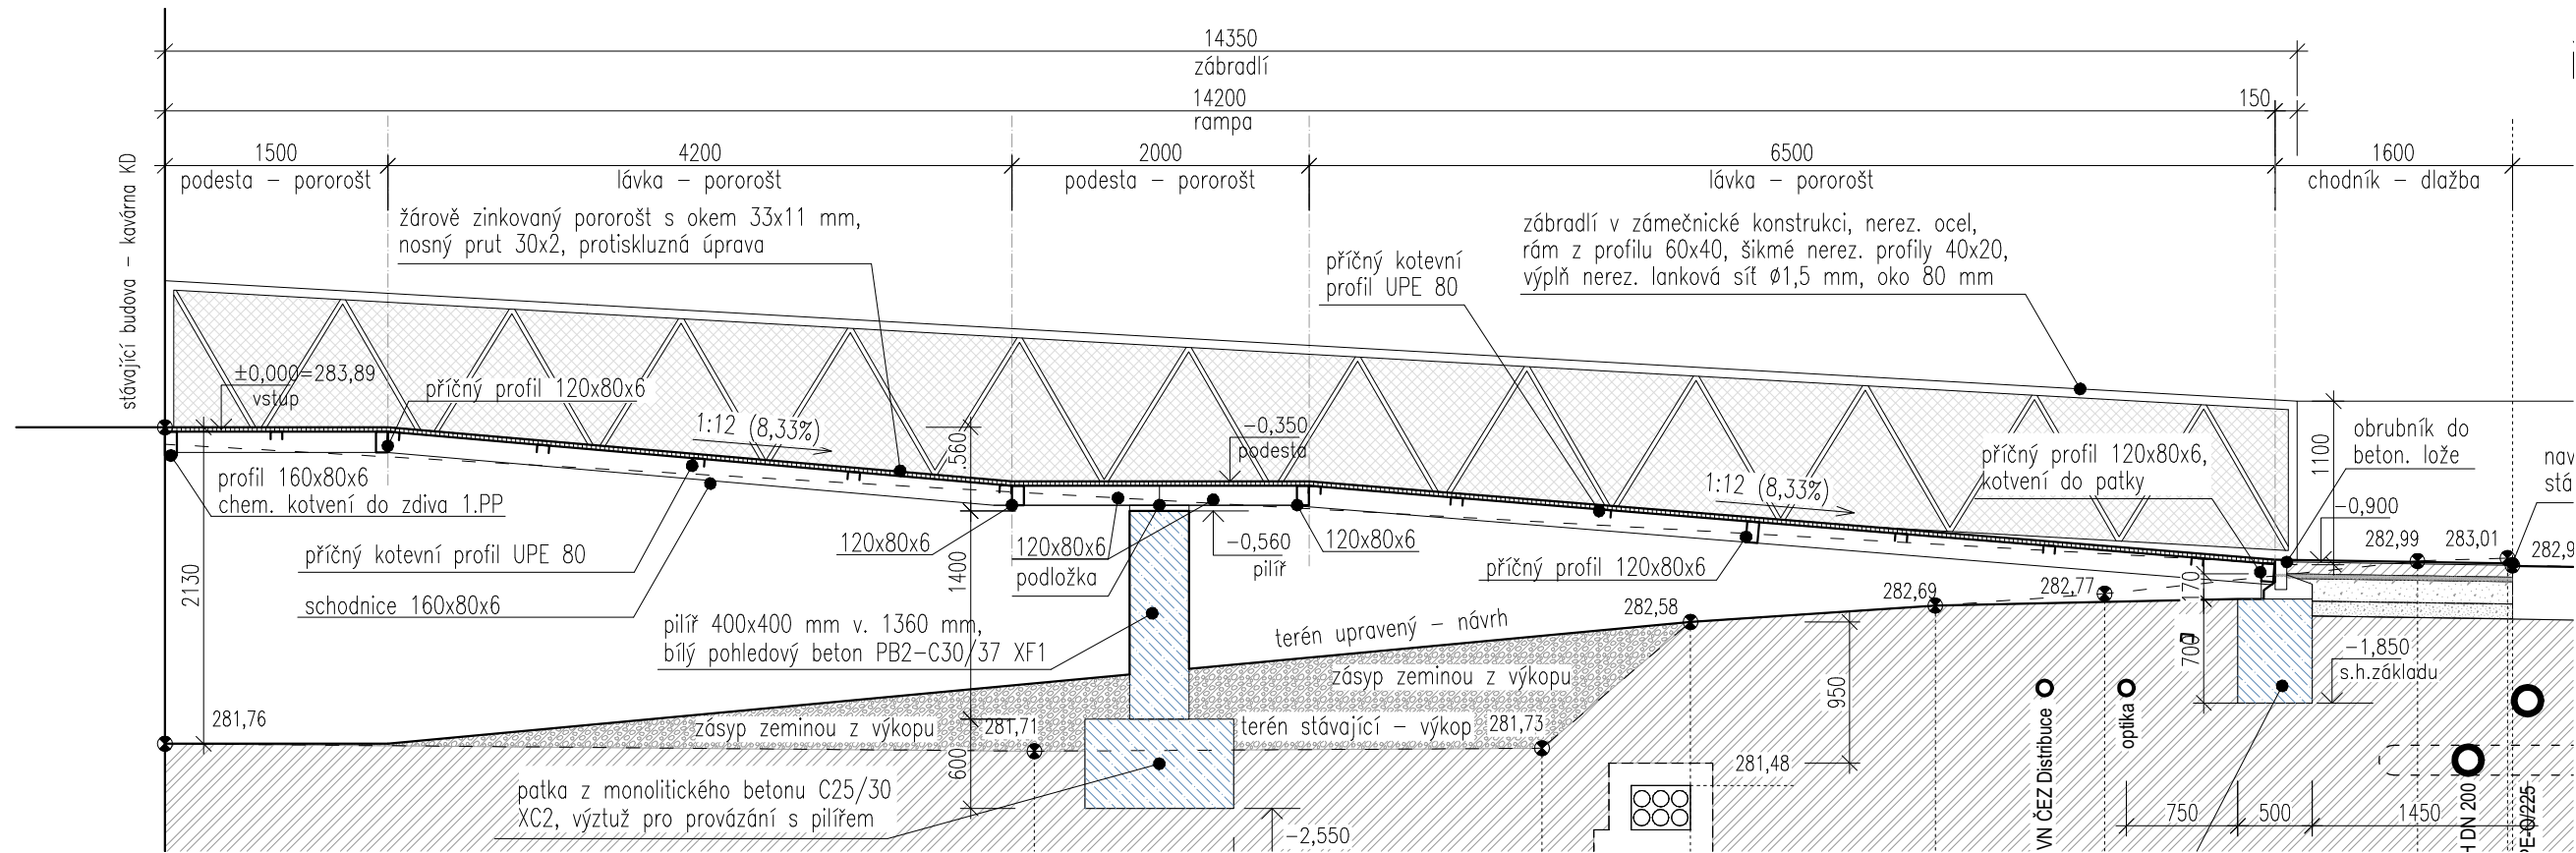 14350
zábradlí
14200
rampa
150
1500
podesta – pororošt
4200
lávka – pororošt
2000
podesta – pororošt
6500
lávka – pororošt
1600
chodník – dlažba
stávající budova – kavárna KD
žárově zinkovaný pororošt s okem 33x11 mm,
nosný prut 30x2, protiskluzná úprava
příčný kotevní
profil UPE 80
zábradlí v zámečnické konstrukci, nerez. ocel,
rám z profilu 60x40, šikmé nerez. profily 40x20,
výplň nerez. lanková síť ø1,5 mm, oko 80 mm
±0,000=283,89
vstup
příčný profil 120x80x6
1:12 (8,33%)
560
-0,350
podesta
1:12 (8,33%)
příčný profil 120x80x6,
kotvení do patky
1100
obrubník do
beton. lože
-0,900
282,99
283,01
profil 160x80x6
chem. kotvení do zdiva 1.PP
příčný kotevní profil UPE 80
schodnice 160x80x6
2130
120x80x6
1400
120x80x6
podložka
-0,560
pilíř
120x80x6
příčný profil 120x80x6
pilíř 400x400 mm v. 1360 mm,
bílý pohledový beton PB2-C30/37 XF1
terén upravený – návrh
282,58
282,69
282,77
170
700
-1,850
s.h.základu
zásyp zeminou z výkopu
zásyp zeminou z výkopu
281,76
281,71
terén stávající – výkop
281,73
950
281,48
600
patka z monolitického betonu C25/30
XC2, výztuž pro provázání s pilířem
-2,550
VN ČEZ Distribuce
optika
750
500
1450
DN 200